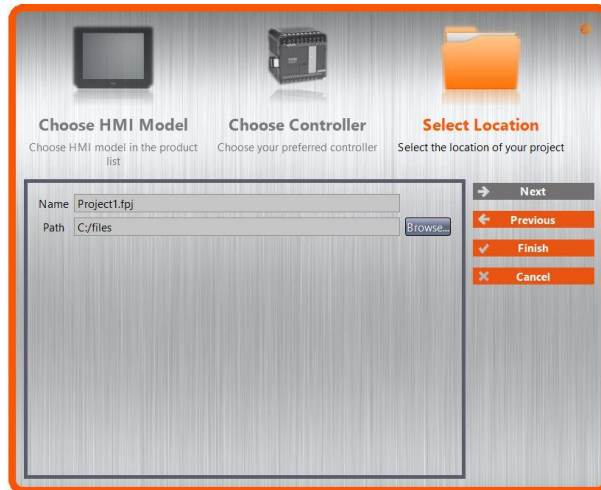 Choose HMI Model
Choose HMI model in the product
list
Choose Controller
Choose your preferred controller
Select Location
Select the location of your project
Name Project1.fpj
Path C:/files Browse...
Next
Previous
Finish
Cancel